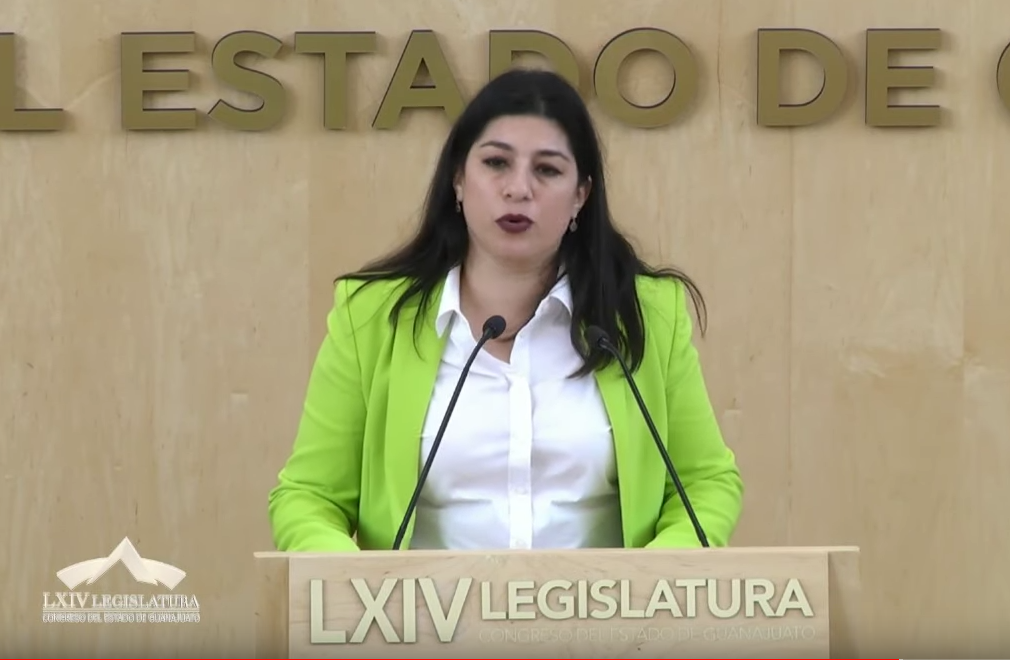 L ESTADO DE
LXIV LEGISLATURA
CONGRESO DEL ESTADO DE GUANAJUATO
LXIV LEGISLATURA
CONGRESO DEL ESTADO DE GUANAJUATO